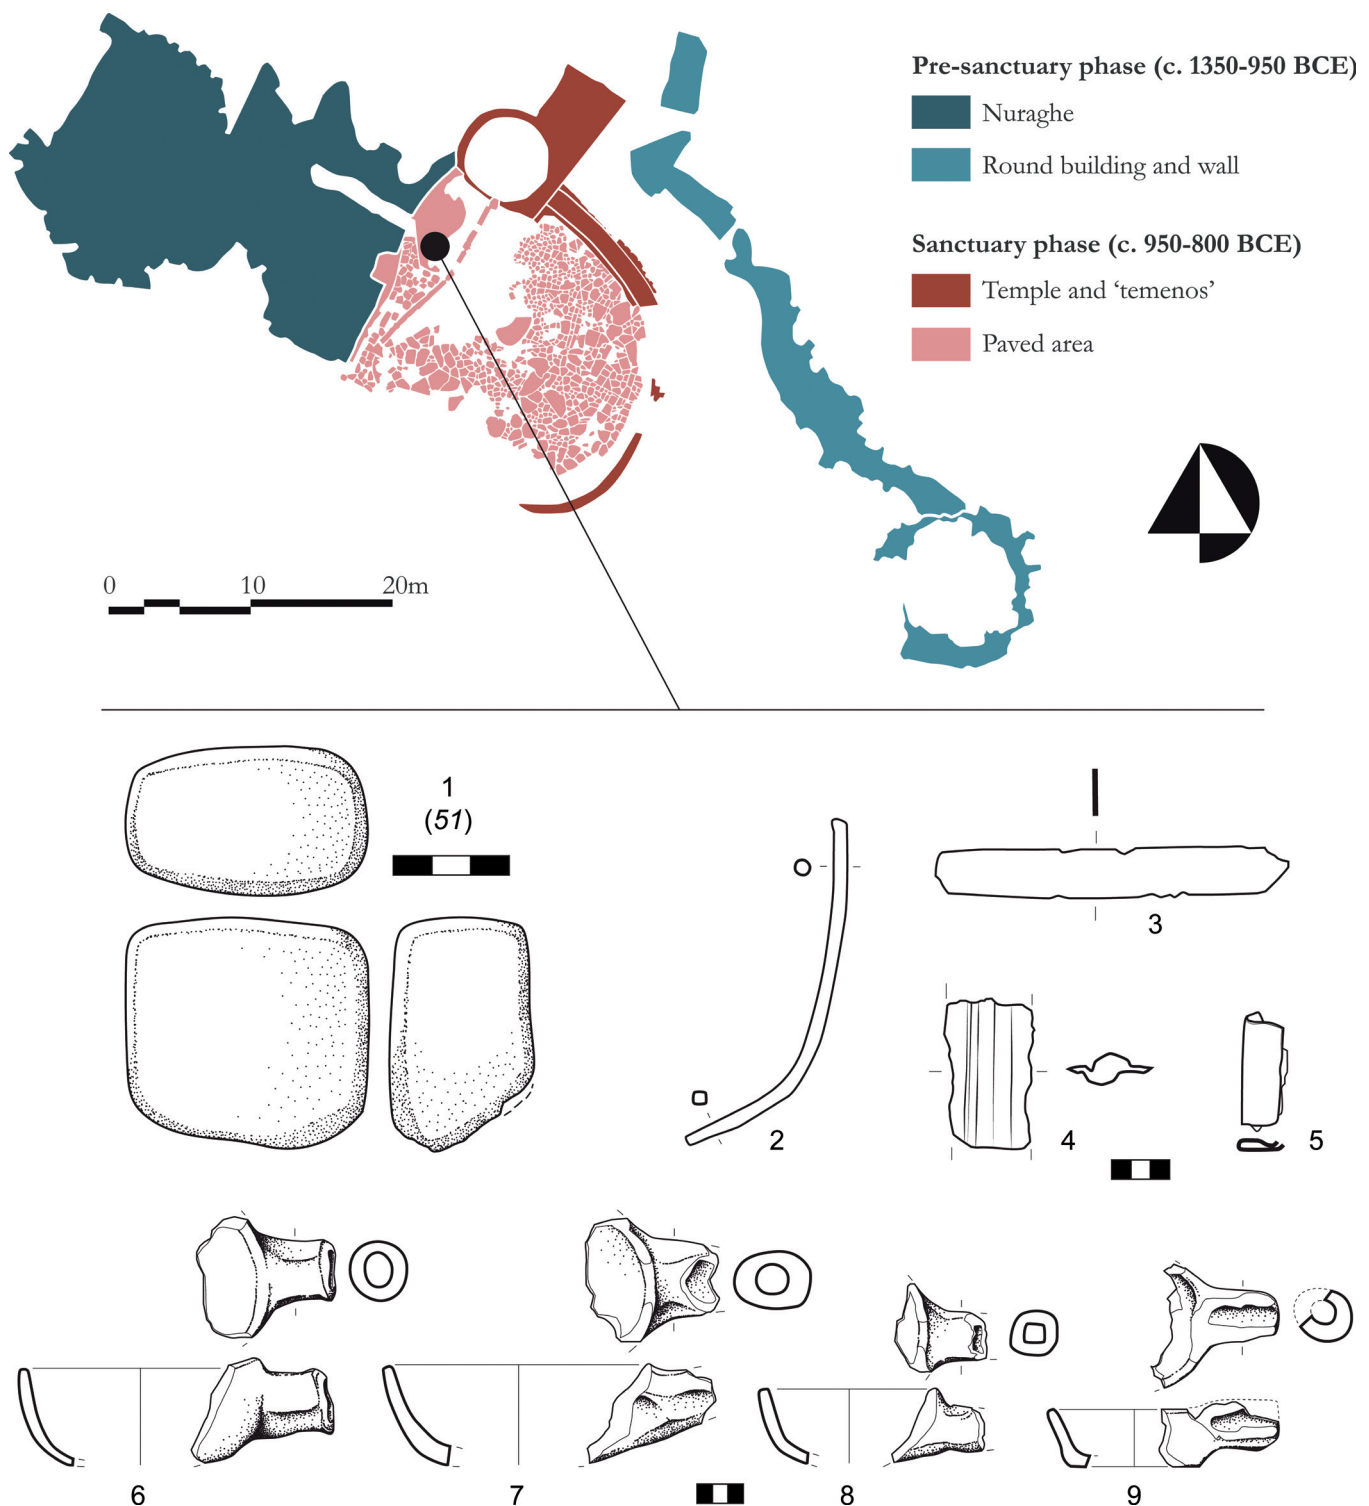 Pre-sanctuary phase (c. 1350-950 BCE)
Nuraghe
Round building and wall
Sanctuary phase (c. 950-800 BCE)
Temple and ‘temenos’
Paved area
0 10 20m
1
(51)
2
3
4
5
6
7
8
9